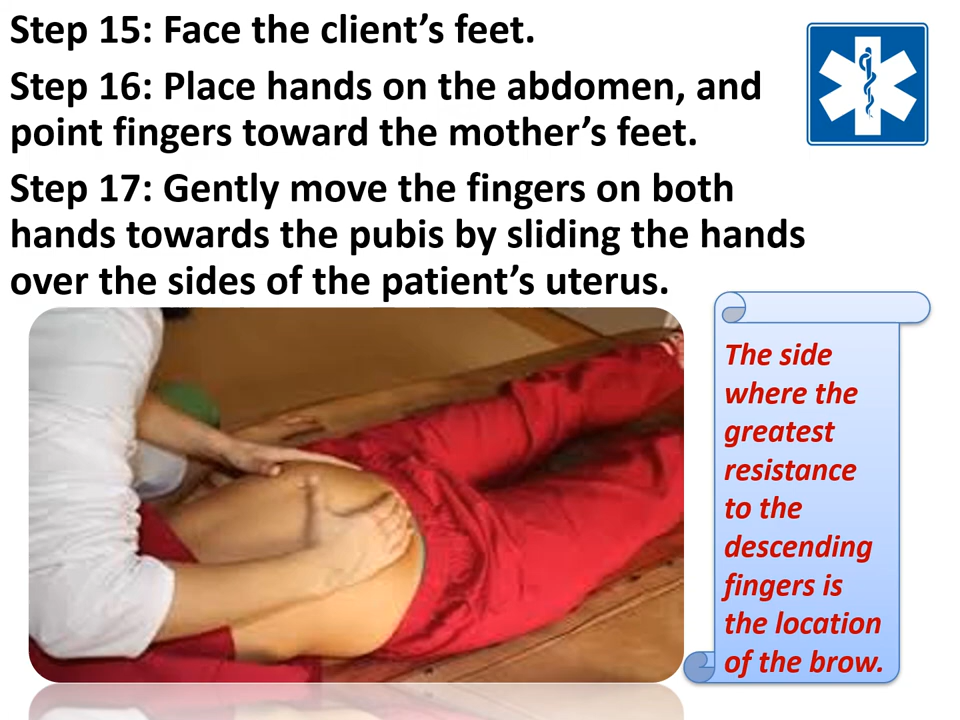 Step 15: Face the client's feet.
Step 16: Place hands on the abdomen, and
point fingers toward the mother's feet.
Step 17: Gently move the fingers on both
hands towards the pubis by sliding the hands
over the sides of the patient's uterus.
The side
where the
greatest
resistance
to the
descending
fingers is
the location
of the brow.